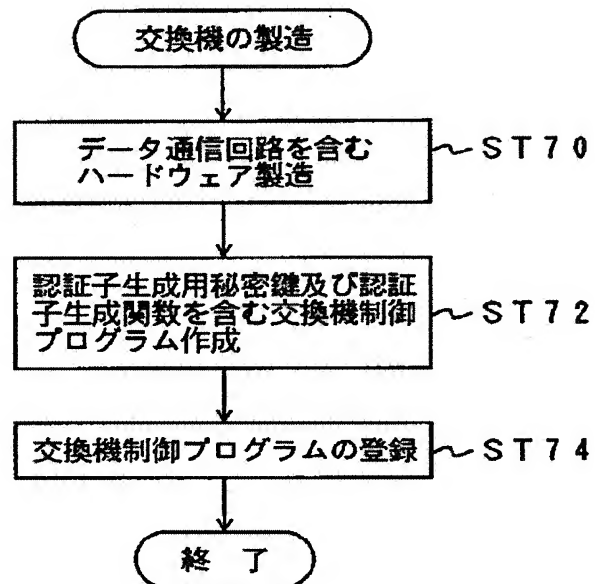 交換機の製造
データ通信回路を含む
ハードウェア製造
ST70
認証子生成用秘密鍵及び認証
子生成関数を含む交換機制御
プログラム作成
ST72
交換機制御プログラムの登録
ST74
終 了